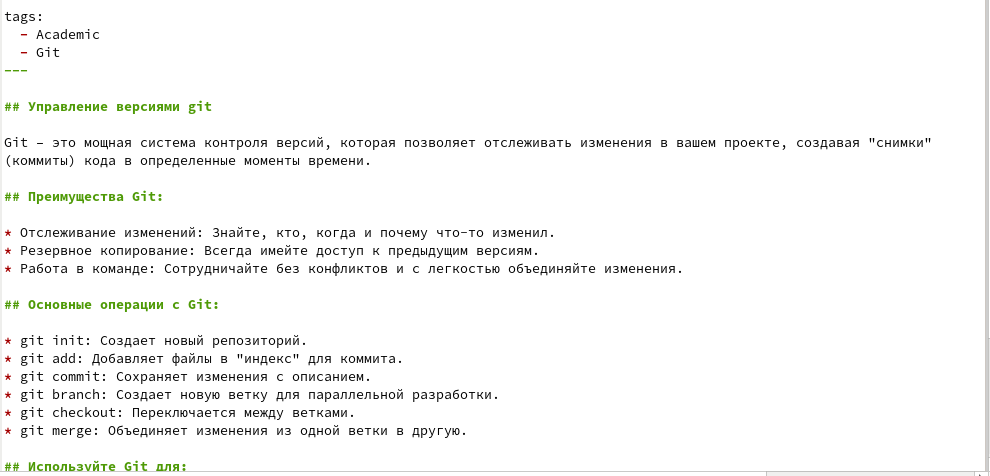 tags:
  - Academic
  - Git
---
## Управление версиями git
Git - это мощная система контроля версий, которая позволяет отслеживать изменения в вашем проекте, создавая "снимки"
(коммиты) кода в определенные моменты времени.
## Преимущества Git:
* Отслеживание изменений: Знайте, кто, когда и почему что-то изменил.
* Резервное копирование: Всегда имейте доступ к предыдущим версиям.
* Работа в команде: Сотрудничайте без конфликтов и с легкостью объединяйте изменения.
## Основные операции с Git:
* git init: Создает новый репозиторий.
* git add: Добавляет файлы в "индекс" для коммита.
* git commit: Сохраняет изменения с описанием.
* git branch: Создает новую ветку для параллельной разработки.
* git checkout: Переключается между ветками.
* git merge: Объединяет изменения из одной ветки в другую.
## Используйте Git для: